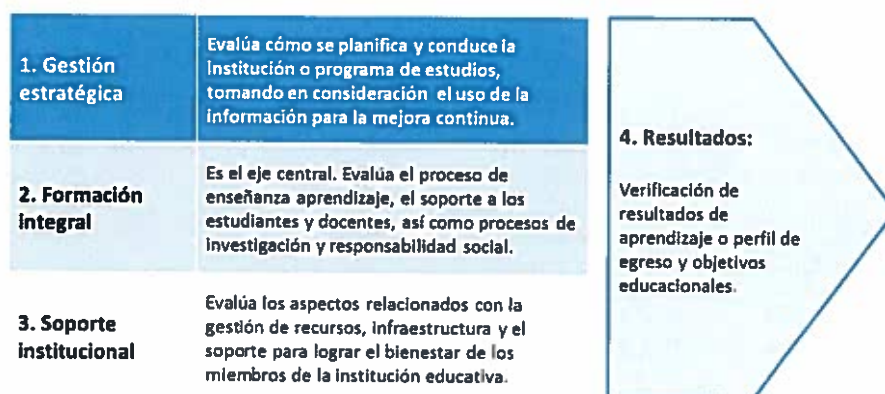 1. Gestión
estratégica
Evalúa cómo se planifica y conduce la
Institución o programa de estudios,
tomando en consideración el uso de la
información para la mejora continua.
2. Formación
integral
Es el eje central. Evalúa el proceso de
enseñanza aprendizaje, el soporte a los
estudiantes y docentes, así como procesos de
investigación y responsabilidad social.
3. Soporte
institucional
Evalúa los aspectos relacionados con la
gestión de recursos, infraestructura y el
soporte para lograr el bienestar de los
miembros de la institución educativa.
4. Resultados:
Verificación de
resultados de
aprendizaje o perfil de
egreso y objetivos
educacionales.